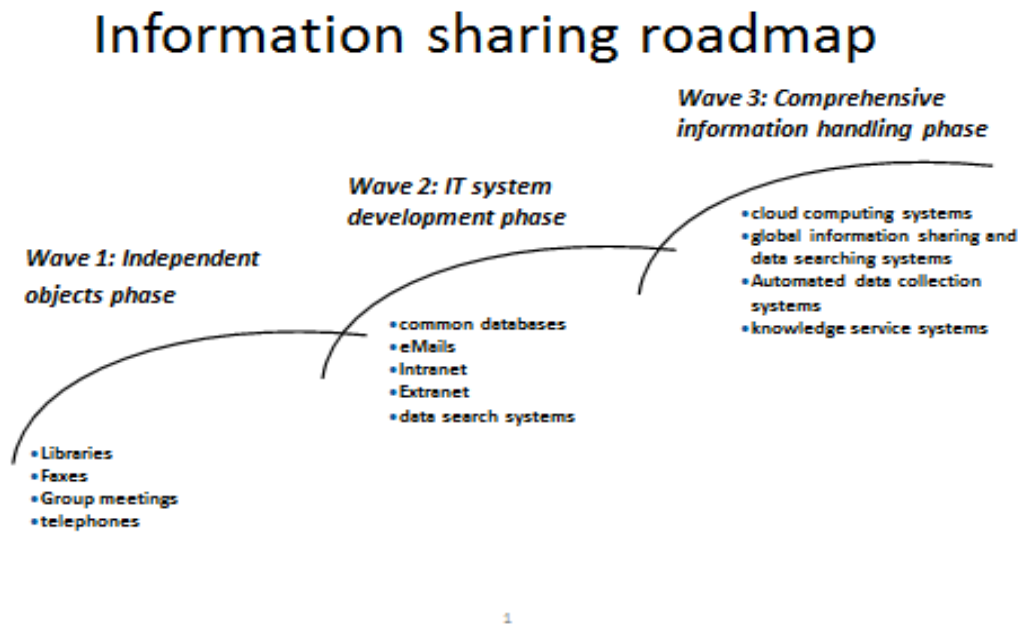 Information sharing roadmap
Wave 3: Comprehensive
information handling phase
Wave 2: IT system
development phase
Wave 1: Independent
objects phase
•cloud computing systems
•global information sharing and
data searching systems
•Automated data collection
systems
•knowledge service systems
•common databases
•eMails
•Intranet
•Extranet
•data search systems
•Libraries
•Faxes
•Group meetings
•telephones
1